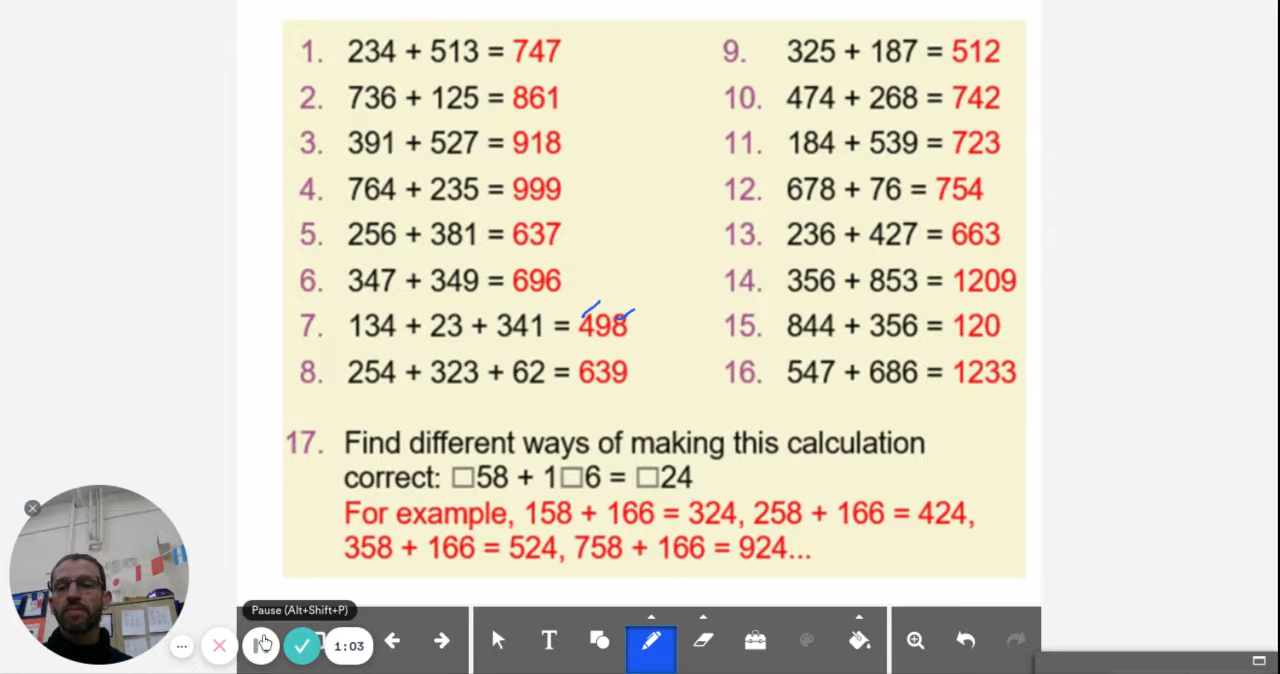 1. 234 + 513 = 747
2. 736 + 125 = 861
3. 391 + 527 = 918
4. 764 + 235 = 999
5. 256 + 381 = 637
6. 347 + 349 = 696
7. 134 + 23 + 341 = 498
8. 254 + 323 + 62 = 639
9. 325 + 187 = 512
10. 474 + 268 = 742
11. 184 + 539 = 723
12. 678 + 76 = 754
13. 236 + 427 = 663
14. 356 + 853 = 1209
15. 844 + 356 = 120
16. 547 + 686 = 1233
17. Find different ways of making this calculation
correct: □58 + 1□6 = □24
For example, 158 + 166 = 324, 258 + 166 = 424,
358 + 166 = 524, 758 + 166 = 924...
Pause (Alt+Shift+P)
1:03
T